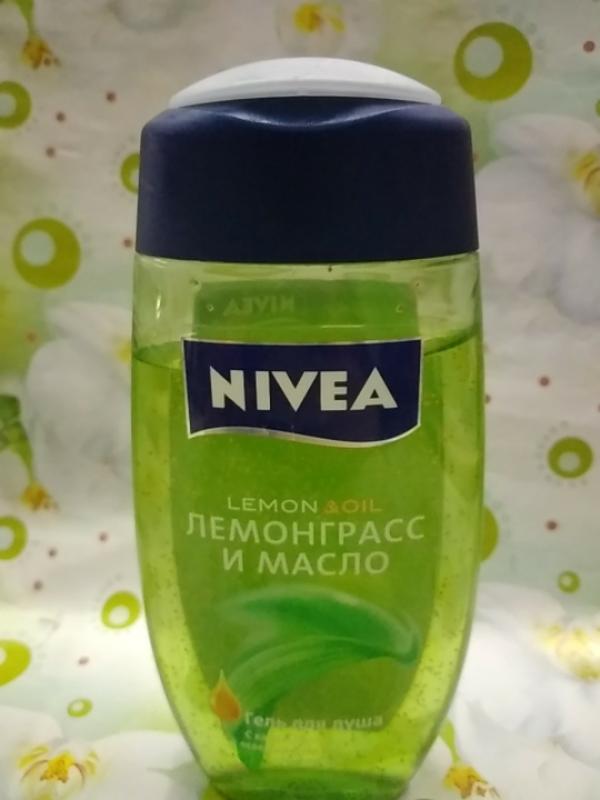 NIVEA
LEMON&OIL
ЛЕМОНГРАСС
И МАСЛО
Гель для душа